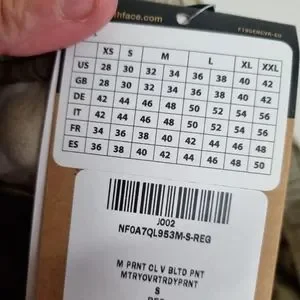 hface.com
XS S M L XL XXL
US 28 30 32 34 36 38 40 42
GB 28 30 32 34 36 38 40 42
DE 42 44 46 48 50 52 54 56
IT 42 44 46 48 50 52 54 56
FR 34 36 38 40 42 44 46 48
ES 36 38 40 42 44 46 48 50
J002
NF0A7QL953M-S-REG
M PRNT CL V BLTD PNT
MTRYOVRTRDYPRNT
S